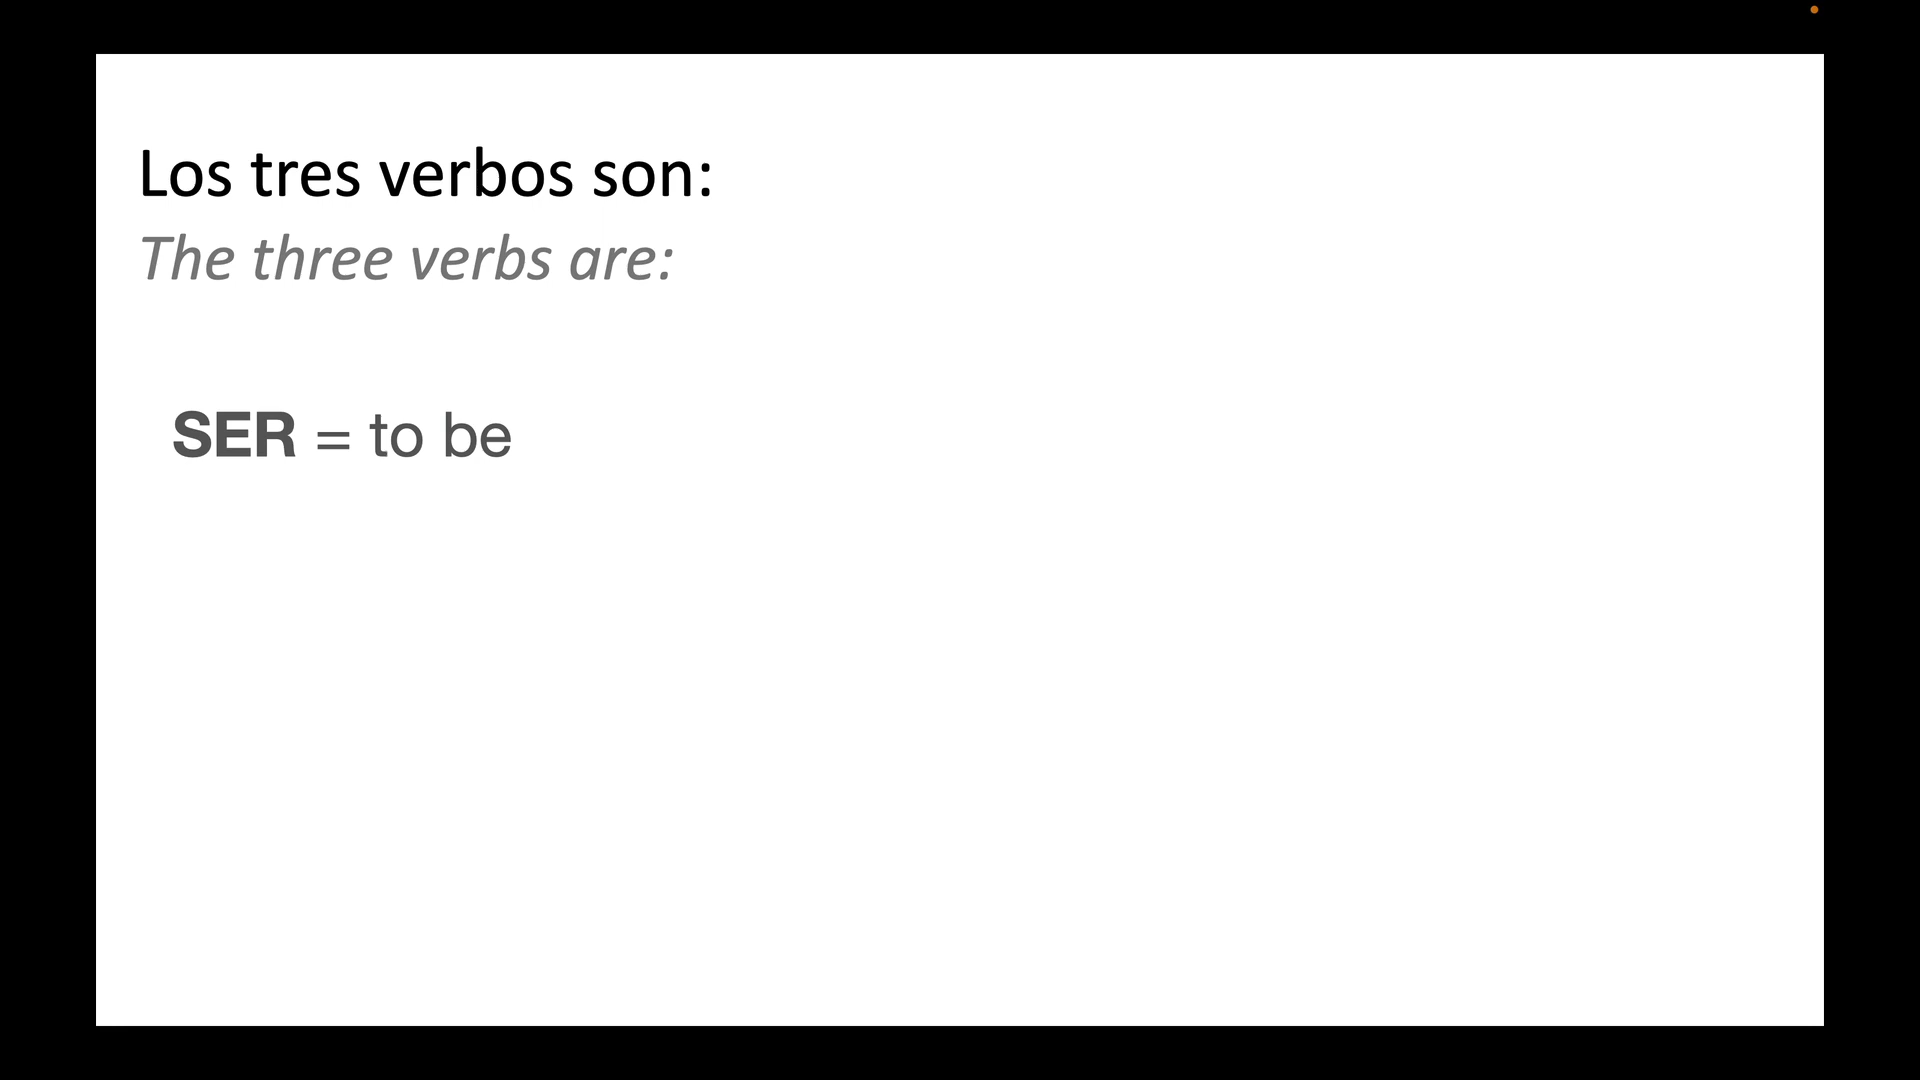 Los tres verbos son:
The three verbs are:
SER = to be